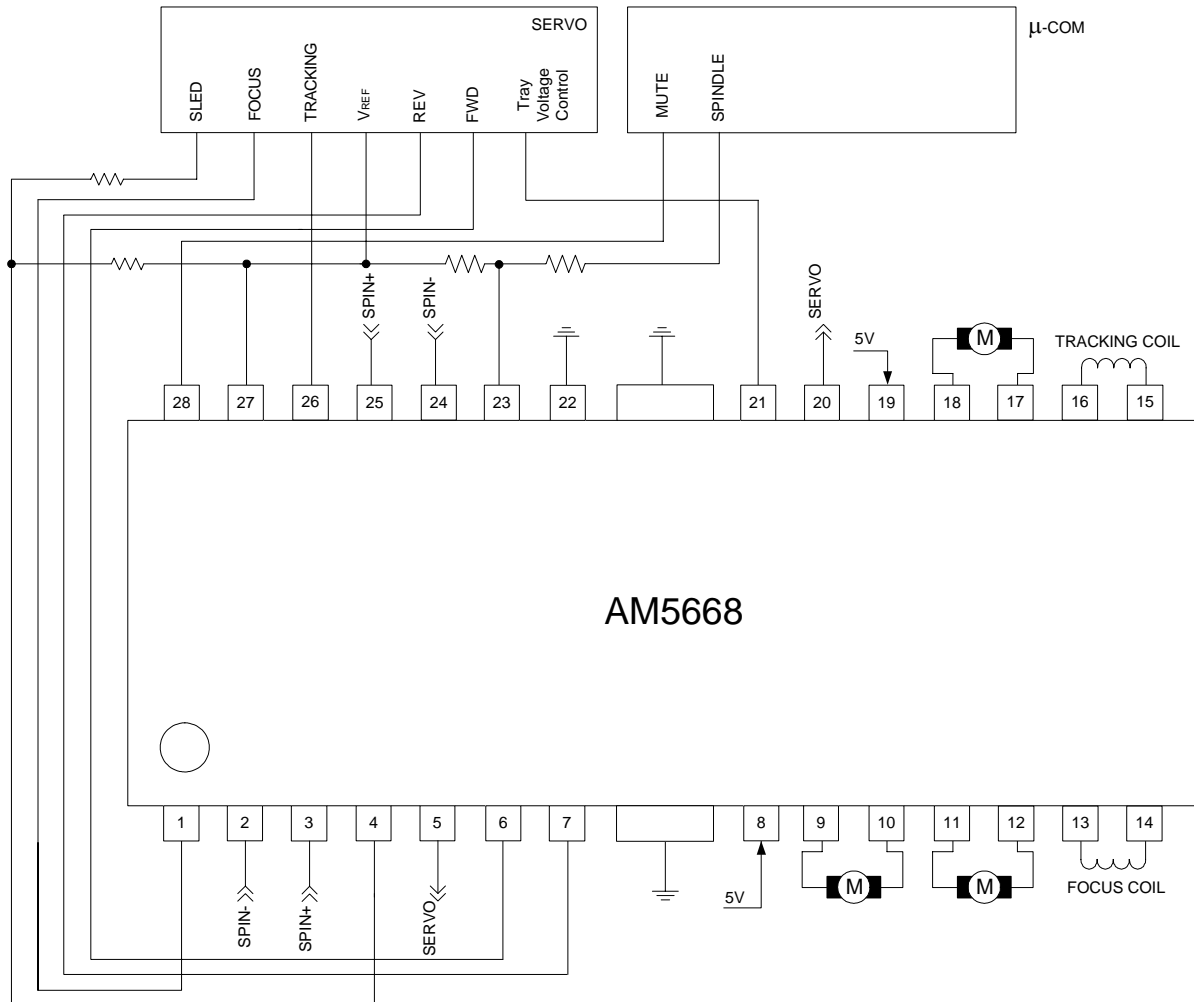 SERVO
μ-COM
SLED
FOCUS
TRACKING
VREF
REV
FWD
Tray
Voltage
Control
MUTE
SPINDLE
SPIN+
SPIN-
SERVO
5V
M
TRACKING COIL
28
27
26
25
24
23
22
21
20
19
18
17
16
15
AM5668
1
2
3
4
5
6
7
8
9
10
11
12
13
14
SPIN-
SPIN+
SERVO
5V
M
M
FOCUS COIL